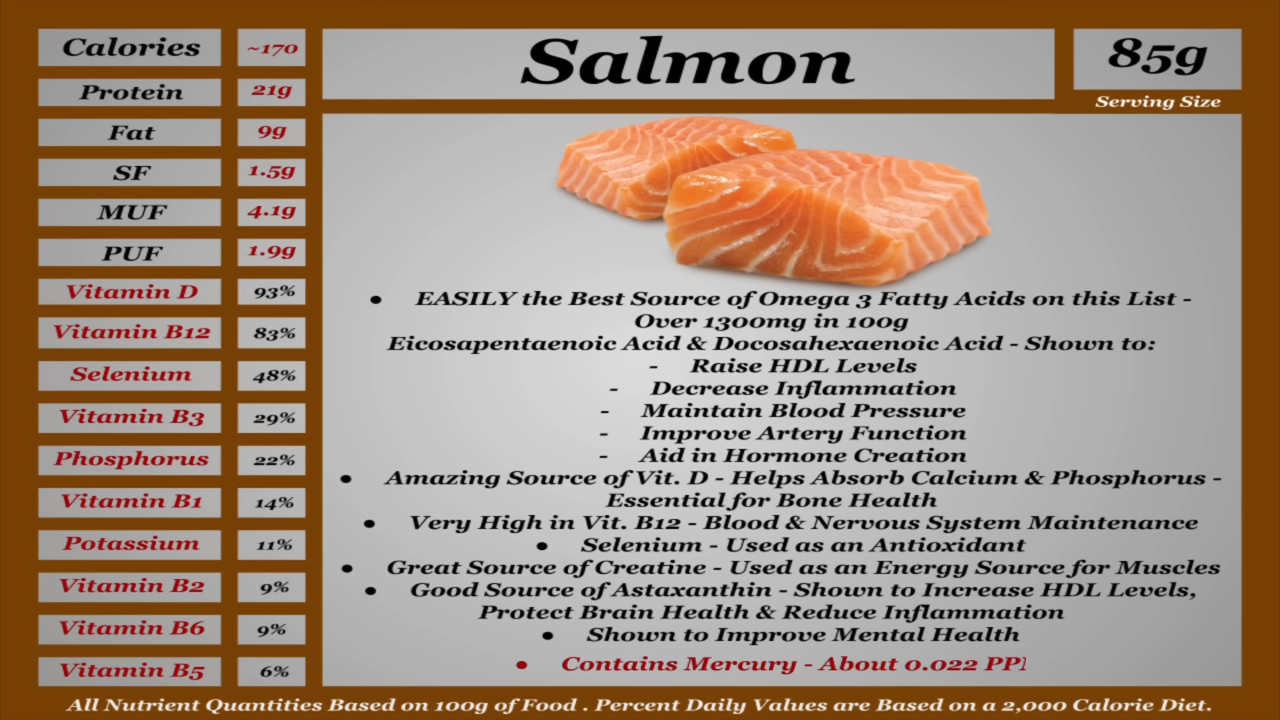 Calories ~170
Protein 21g
Fat 9g
SF 1.5g
MUF 4.1g
PUF 1.9g
Vitamin D 93%
Vitamin B12 83%
Selenium 48%
Vitamin B3 29%
Phosphorus 22%
Vitamin B1 14%
Potassium 11%
Vitamin B2 9%
Vitamin B6 9%
Vitamin B5 6%
Salmon
85g
Serving Size
● EASILY the Best Source of Omega 3 Fatty Acids on this List -
Over 1300mg in 100g
Eicosapentaenoic Acid & Docosahexaenoic Acid - Shown to:
- Raise HDL Levels
- Decrease Inflammation
- Maintain Blood Pressure
- Improve Artery Function
- Aid in Hormone Creation
● Amazing Source of Vit. D - Helps Absorb Calcium & Phosphorus -
Essential for Bone Health
● Very High in Vit. B12 - Blood & Nervous System Maintenance
● Selenium - Used as an Antioxidant
● Great Source of Creatine - Used as an Energy Source for Muscles
● Good Source of Astaxanthin - Shown to Increase HDL Levels,
Protect Brain Health & Reduce Inflammation
● Shown to Improve Mental Health
● Contains Mercury - About 0.022
All Nutrient Quantities Based on 100g of Food . Percent Daily Values are Based on a 2,000 Calorie Diet.